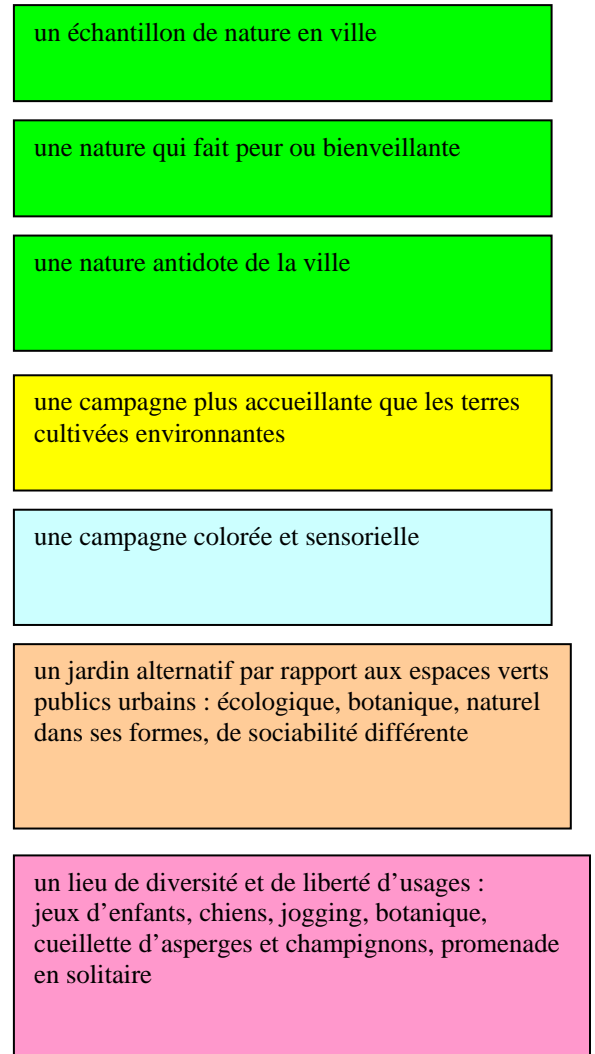 un échantillon de nature en ville
une nature qui fait peur ou bienveillante
une nature antidote de la ville
une campagne plus accueillante que les terres
cultivées environnantes
une campagne colorée et sensorielle
un jardin alternatif par rapport aux espaces verts
publics urbains : écologique, botanique, naturel
dans ses formes, de sociabilité différente
un lieu de diversité et de liberté d’usages :
jeux d’enfants, chiens, jogging, botanique,
cueillette d’asperges et champignons, promenade
en solitaire